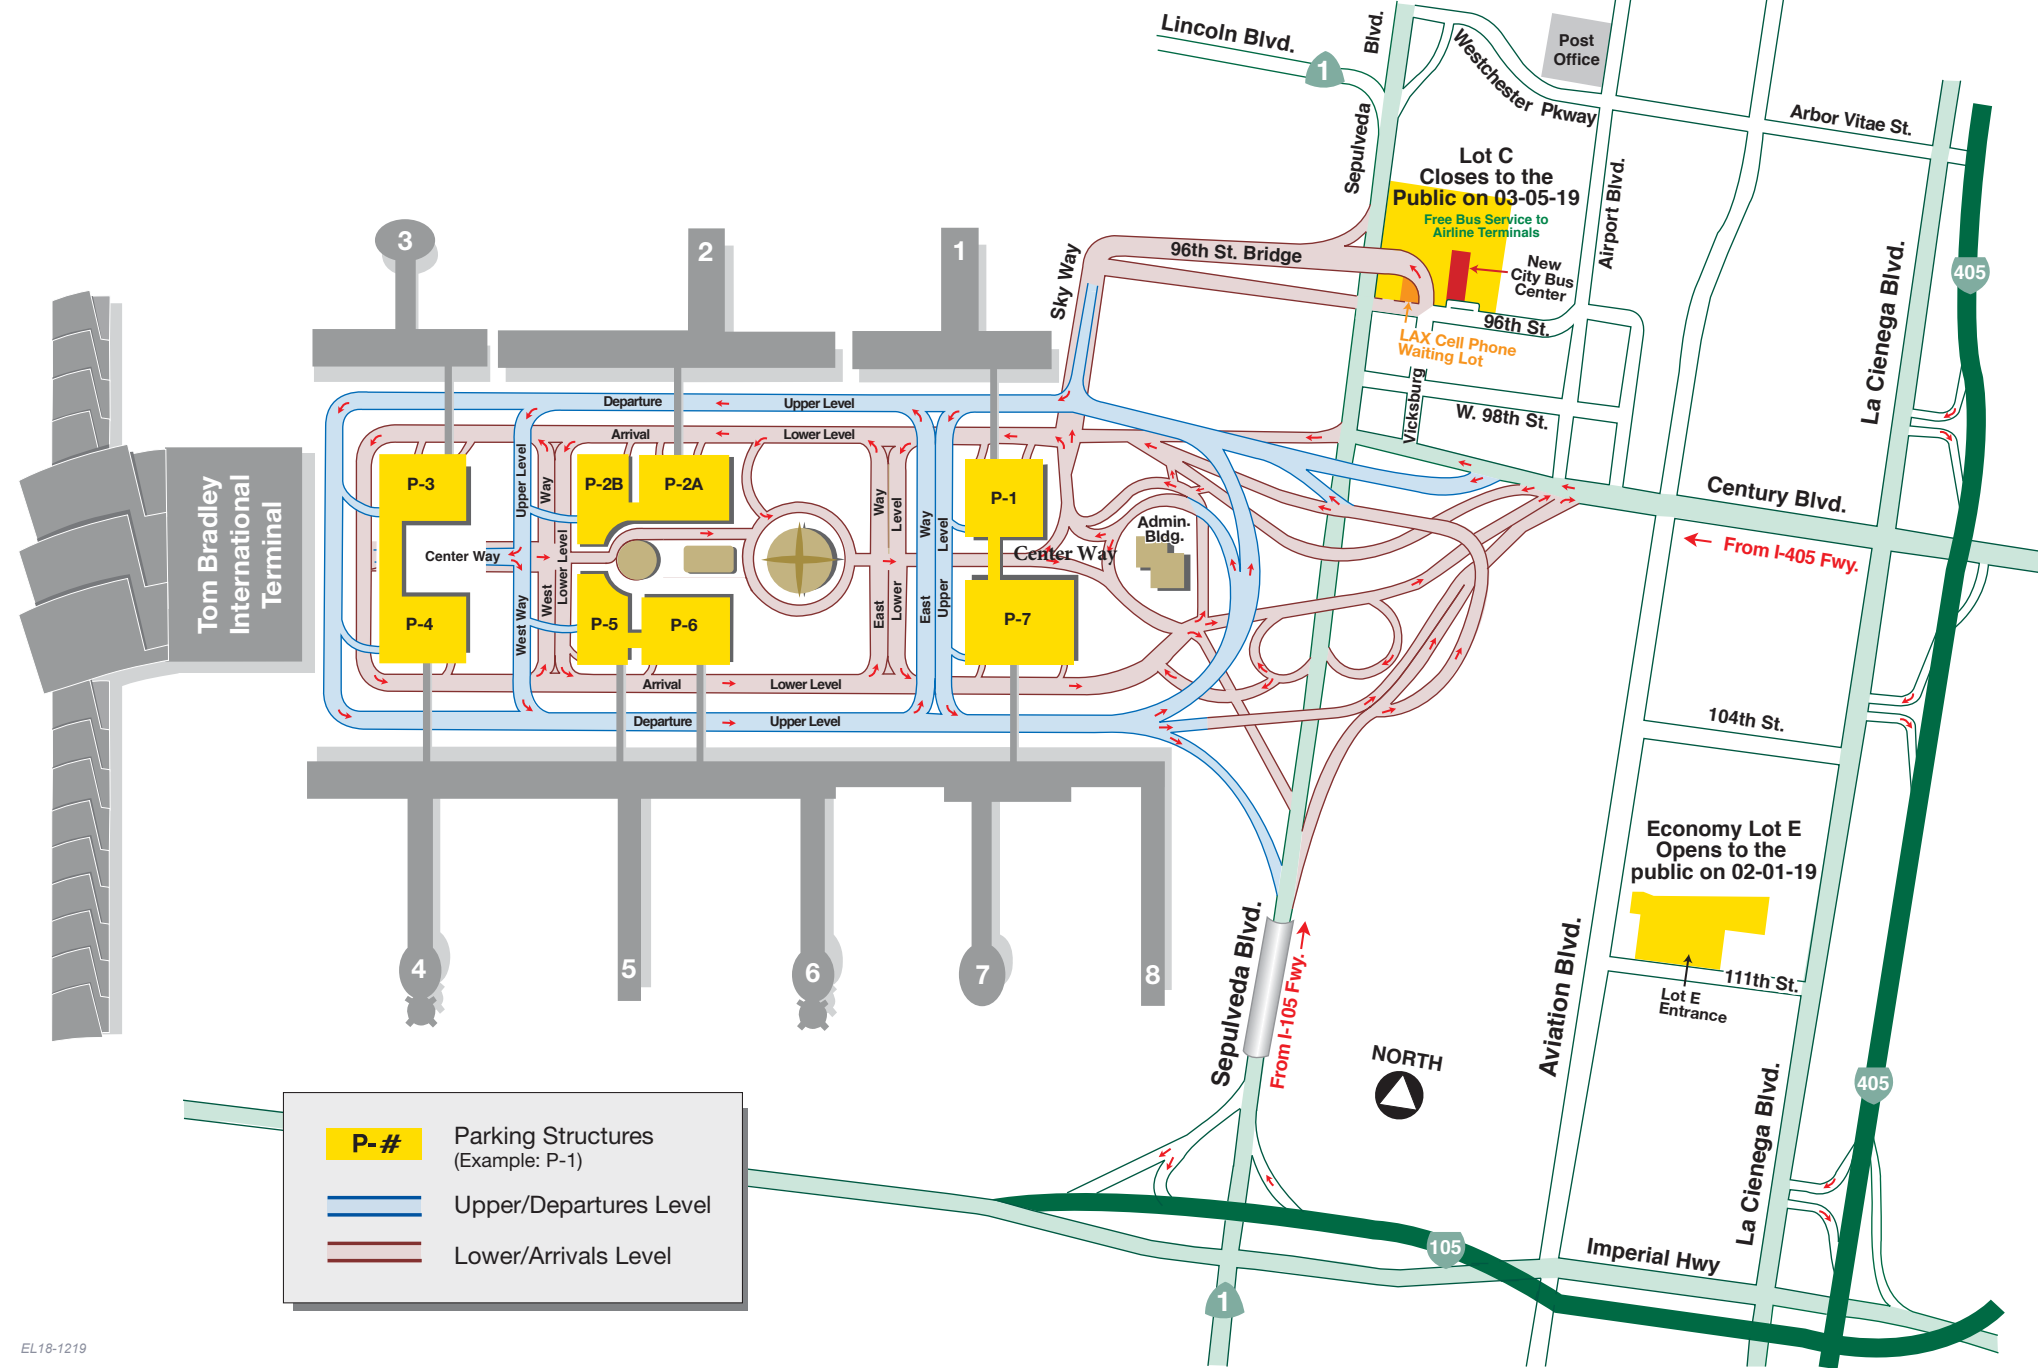 Lincoln Blvd.
1
Blvd.
Sepulveda
Westchester Pkway
Post
Office
Arbor Vitae St.
Airport Blvd.
Lot C
Closes to the
Public on 03-05-19
Free Bus Service to
Airline Terminals
New
City Bus
Center
96th St.
LAX Cell Phone
Waiting Lot
Vicksburg
W. 98th St.
La Cienega Blvd.
405
Sky Way
96th St. Bridge
3
2
1
Departure
Upper Level
Arrival
Lower Level
P-3
P-2B
P-2A
P-1
Upper Level
Way
Way
Level
Way
Level
Center Way
Center Way
Admin.
Bldg.
Century Blvd.
From I-405 Fwy.
Tom Bradley
International
Terminal
West Way
West
Lower Level
East
Lower
East
Upper
P-4
P-5
P-6
P-7
Arrival
Lower Level
Departure
Upper Level
104th St.
Economy Lot E
Opens to the
public on 02-01-19
111th St.
Lot E
Entrance
4
5
6
7
8
Sepulveda Blvd.
From I-105 Fwy.
Aviation Blvd.
NORTH
La Cienega Blvd.
405
105
Imperial Hwy
1
P-#
Parking Structures
(Example: P-1)
Upper/Departures Level
Lower/Arrivals Level
EL18-1219